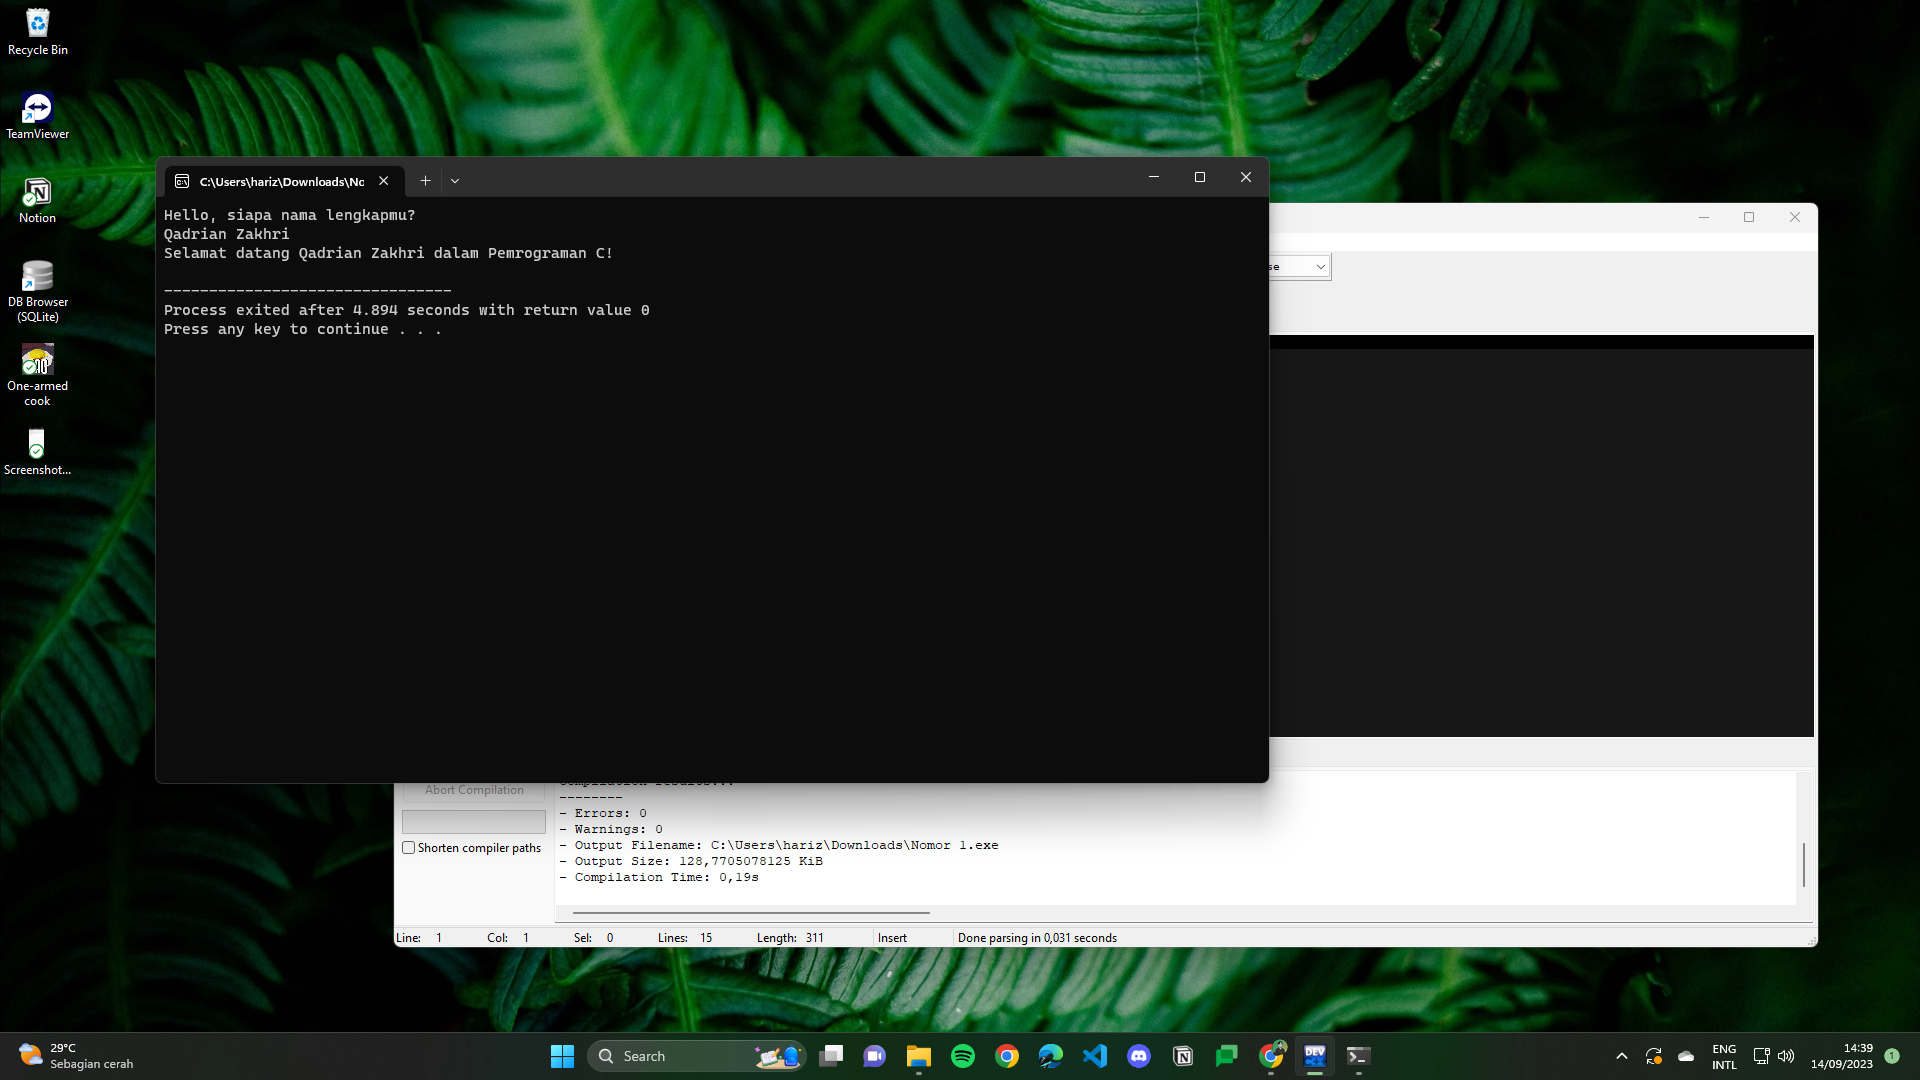 Recycle Bin
TeamViewer
Notion
DB Browser
(SQLite)
One-armed
cook
Screenshot...
C:\Users\hariz\Downloads\No
Hello, siapa nama lengkapmu?
Qadrian Zakhri
Selamat datang Qadrian Zakhri dalam Pemrograman C!
--------------------------------
Process exited after 4.894 seconds with return value 0
Press any key to continue . . .
se
Abort Compilation
Shorten compiler paths
Compilation results...
--------
- Errors: 0
- Warnings: 0
- Output Filename: C:\Users\hariz\Downloads\Nomor 1.exe
- Output Size: 128,7705078125 KiB
- Compilation Time: 0,19s
Line: 1 Col: 1 Sel: 0 Lines: 15 Length: 311 Insert Done parsing in 0,031 seconds
29°C
Sebagian cerah
Search
DEV
ENG
INTL
14:39
14/09/2023
1